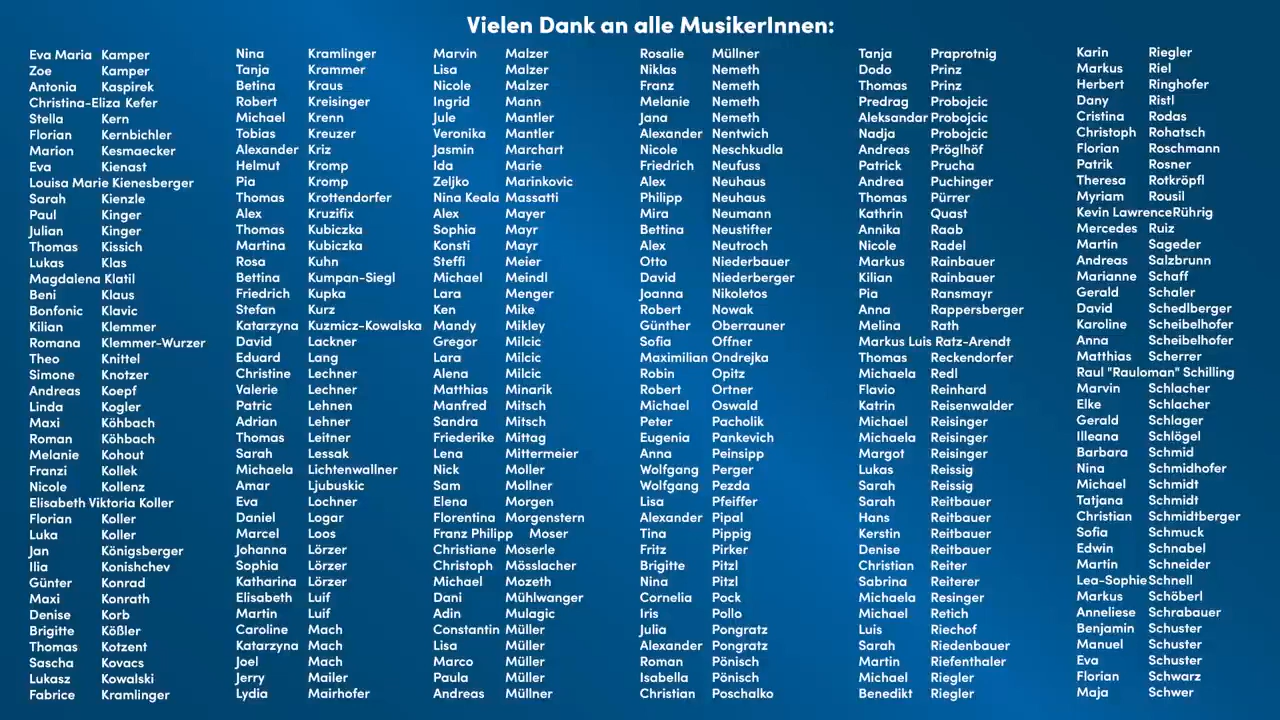 Vielen Dank an alle MusikerInnen:
Eva Maria Kamper
Zoe Kamper
Antonia Kaspirek
Christina-Eliza Kefer
Stella Kern
Florian Kernbichler
Marion Kesmaecker
Eva Kienast
Louisa Marie Kienesberger
Sarah Kienzle
Paul Kinger
Julian Kinger
Thomas Kissich
Lukas Klas
Magdalena Klatil
Beni Klaus
Bonfonic Klavic
Kilian Klemmer
Romana Klemmer-Wurzer
Theo Knittel
Simone Knotzer
Andreas Koepf
Linda Kogler
Maxi Köhbach
Roman Köhbach
Melanie Kohout
Franzi Kollek
Nicole Kollenz
Elisabeth Viktoria Koller
Florian Koller
Luka Koller
Jan Königsberger
Ilia Konishchev
Günter Konrad
Maxi Konrath
Denise Korb
Brigitte Kößler
Thomas Kotzent
Sascha Kovacs
Lukasz Kowalski
Fabrice Kramlinger
Nina Kramlinger
Tanja Krammer
Betina Kraus
Robert Kreisinger
Michael Krenn
Tobias Kreuzer
Alexander Kriz
Helmut Kromp
Pia Kromp
Thomas Krottendorfer
Alex Kruzifix
Thomas Kubiczka
Martina Kubiczka
Rosa Kuhn
Bettina Kumpan-Siegl
Friedrich Kupka
Stefan Kurz
Katarzyna Kuzmicz-Kowalska
David Lackner
Eduard Lang
Christine Lechner
Valerie Lechner
Patric Lehnen
Adrian Lehner
Thomas Leitner
Sarah Lessak
Michaela Lichtenwallner
Amar Ljubuskic
Eva Lochner
Daniel Logar
Marcel Loos
Johanna Lörzer
Sophia Lörzer
Katharina Lörzer
Elisabeth Luif
Martin Luif
Caroline Mach
Katarzyna Mach
Joel Mach
Jerry Mailer
Lydia Mairhofer
Marvin Malzer
Lisa Malzer
Nicole Malzer
Ingrid Mann
Jule Mantler
Veronika Mantler
Jasmin Marchart
Ida Marie
Zeljko Marinkovic
Nina Keala Massatti
Alex Mayer
Sophia Mayr
Konsti Mayr
Steffi Meier
Michael Meindl
Lara Menger
Ken Mike
Mandy Mikley
Gregor Milcic
Lara Milcic
Alena Milcic
Matthias Minarik
Manfred Mitsch
Sandra Mitsch
Friederike Mittag
Lena Mittermeier
Nick Moller
Sam Mollner
Elena Morgen
Florentina Morgenstern
Franz Philipp Moser
Christiane Moserle
Christoph Mösslacher
Michael Mozeth
Dani Mühlwanger
Adin Mulagic
Constantin Müller
Lisa Müller
Marco Müller
Paula Müller
Andreas Müllner
Rosalie Müllner
Niklas Nemeth
Franz Nemeth
Melanie Nemeth
Jana Nemeth
Alexander Nentwich
Nicole Neschkudla
Friedrich Neufuss
Alex Neuhaus
Philipp Neuhaus
Mira Neumann
Bettina Neustifter
Alex Neutroch
Otto Niederbauer
David Niederberger
Joanna Nikoletos
Robert Nowak
Günther Oberrauner
Sofia Offner
Maximilian Ondrejka
Robin Opitz
Robert Ortner
Michael Oswald
Peter Pacholik
Eugenia Pankevich
Anna Peinsipp
Wolfgang Perger
Wolfgang Pezda
Lisa Pfeiffer
Alexander Pipal
Tina Pippig
Fritz Pirker
Brigitte Pitzl
Nina Pitzl
Cornelia Pock
Iris Pollo
Julia Pongratz
Alexander Pongratz
Roman Pönisch
Isabella Pönisch
Christian Poschalko
Tanja Praprotnig
Dodo Prinz
Thomas Prinz
Predrag Probojcic
Aleksandar Probojcic
Nadja Probojcic
Andreas Pröglhöf
Patrick Prucha
Andrea Puchinger
Thomas Pürrer
Kathrin Quast
Annika Raab
Nicole Radel
Markus Rainbauer
Kilian Rainbauer
Pia Ransmayr
Anna Rappersberger
Melina Rath
Markus Luis Ratz-Arendt
Thomas Reckendorfer
Michaela Redl
Flavio Reinhard
Katrin Reisenwalder
Michael Reisinger
Michaela Reisinger
Margot Reisinger
Lukas Reissig
Sarah Reissig
Sarah Reitbauer
Hans Reitbauer
Kerstin Reitbauer
Denise Reitbauer
Christian Reiter
Sabrina Reiterer
Michaela Resinger
Michael Retich
Luis Riechof
Sarah Riedenbauer
Martin Riefenthaler
Michael Riegler
Benedikt Riegler
Karin Riegler
Markus Riel
Herbert Ringhofer
Dany Ristl
Cristina Rodas
Christoph Rohatsch
Florian Roschmann
Patrik Rosner
Theresa Rotkröpfl
Myriam Rousil
Kevin LawrenceRührig
Mercedes Ruiz
Martin Sageder
Andreas Salzbrunn
Marianne Schaff
Gerald Schaler
David Schedlberger
Karoline Scheibelhofer
Anna Scheibelhofer
Matthias Scherrer
Raul "Rauloman" Schilling
Marvin Schlacher
Elke Schlacher
Gerald Schlager
Illeana Schlögel
Barbara Schmid
Nina Schmidhofer
Michael Schmidt
Tatjana Schmidt
Christian Schmidtberger
Sofia Schmuck
Edwin Schnabel
Martin Schneider
Lea-Sophie Schnell
Markus Schöberl
Anneliese Schrabauer
Benjamin Schuster
Manuel Schuster
Eva Schuster
Florian Schwarz
Maja Schwer